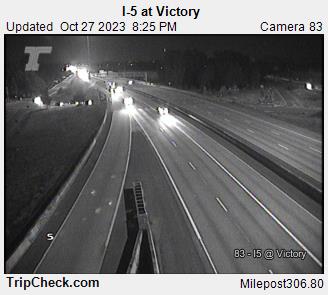 I-5 at Victory
Updated Oct 27 2023 8:25 PM Camera 83
T
S
83 - I5 @ Victory
TripCheck.com Milepost306.80